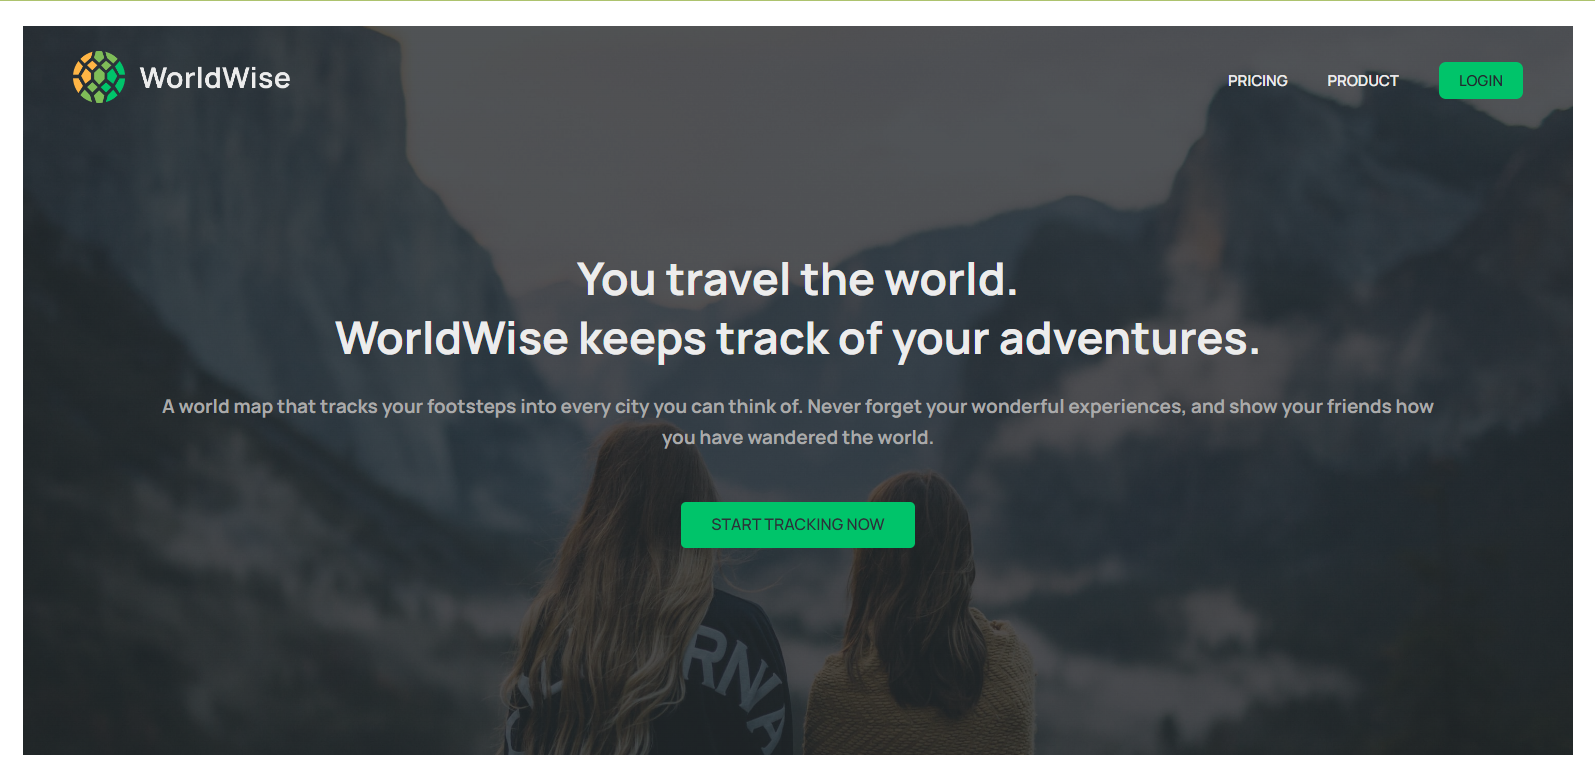 WorldWise
PRICING
PRODUCT
LOGIN
You travel the world.
WorldWise keeps track of your adventures.
A world map that tracks your footsteps into every city you can think of. Never forget your wonderful experiences, and show your friends how
you have wandered the world.
START TRACKING NOW